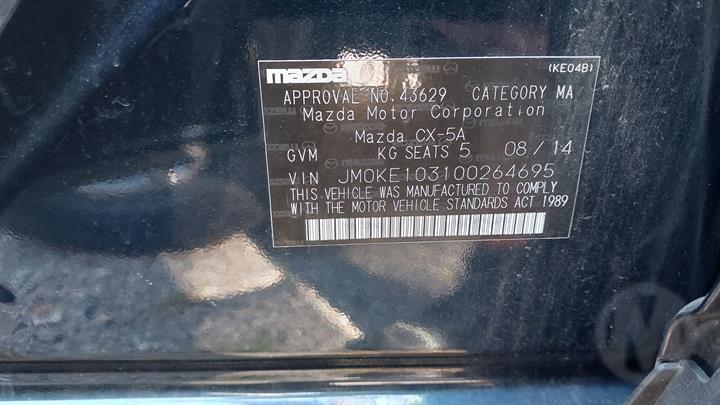 mazda (KE04B)
APPROVAL NO.43629 CATEGORY MA
Mazda Motor Corporation
Mazda CX-5A
GVM KG SEATS 5 08/14
VIN JM0KE103100264695
THIS VEHICLE WAS MANUFACTURED TO COMPLY
WITH THE MOTOR VEHICLE STANDARDS ACT 1989